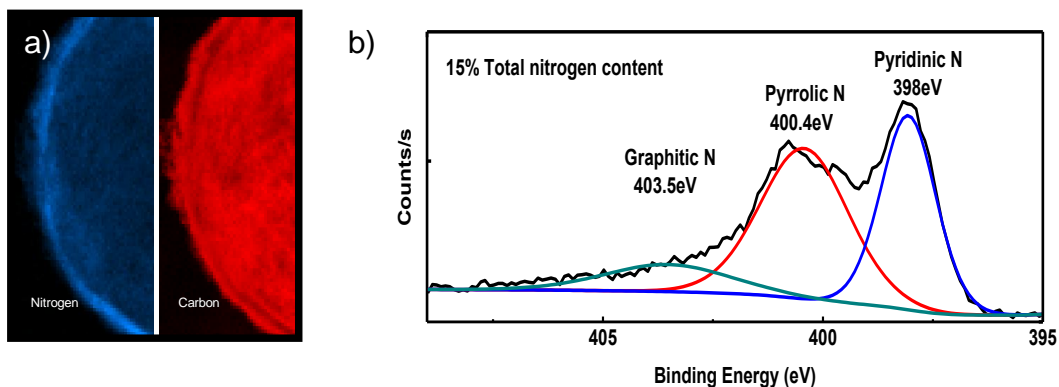 a)
Nitrogen
Carbon
b)
15% Total nitrogen content
Pyridinic N
398eV
Pyrrolic N
400.4eV
Graphitic N
403.5eV
Counts/s
405
400
395
Binding Energy (eV)